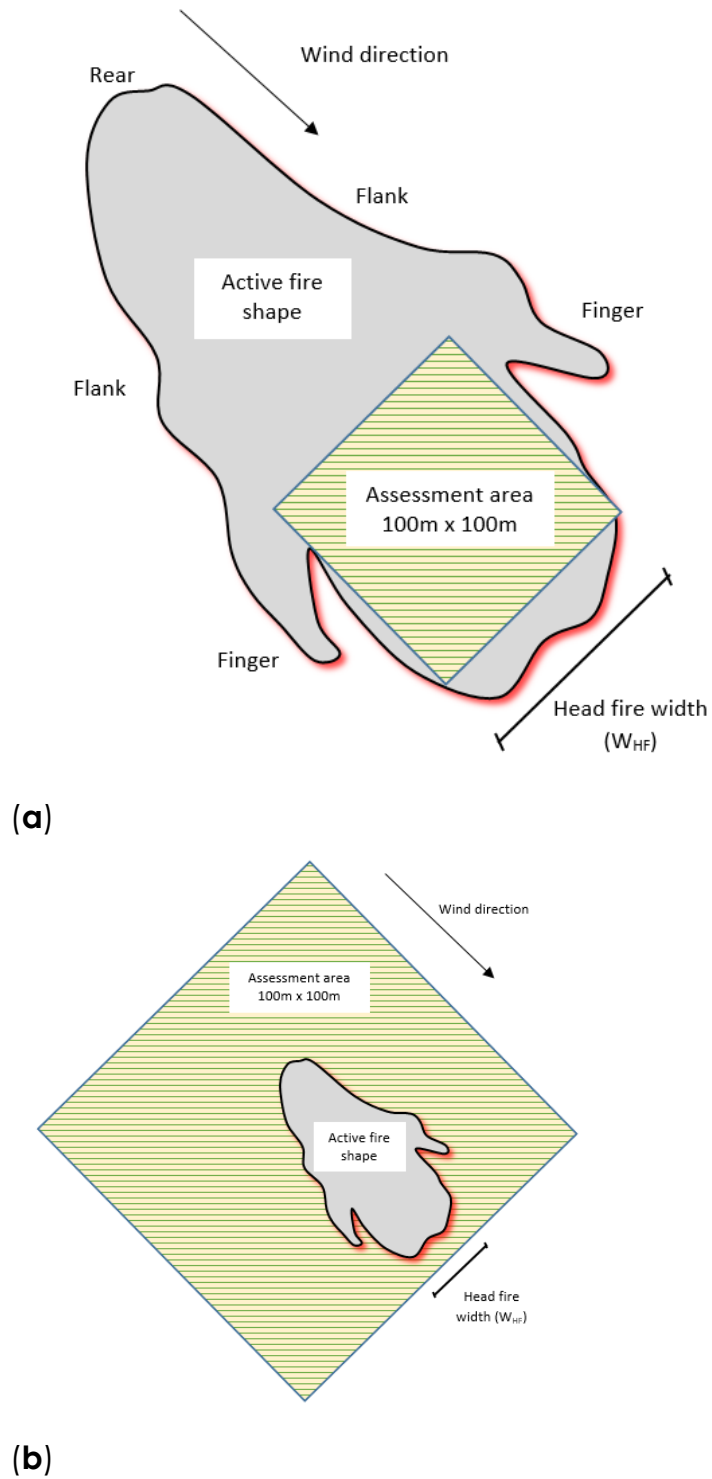 Wind direction
Rear
Flank
Active fire
shape
Finger
Flank
Assessment area
100m x 100m
Finger
Head fire width
(WHF)
(a)
Wind direction
Assessment area
100m x 100m
Active fire
shape
Head fire
width (WHF)
(b)